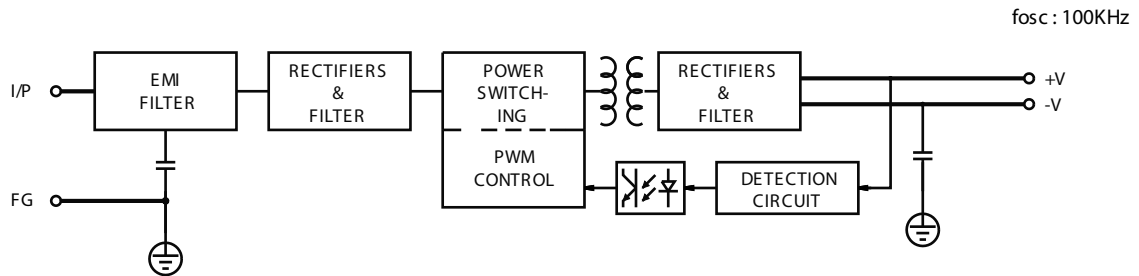 fosc : 100KHz
I/P
EMI
FILTER
RECTIFIERS
&
FILTER
POWER
SWITCH-
ING
PWM
CONTROL
RECTIFIERS
&
FILTER
+V
-V
DETECTION
CIRCUIT
FG